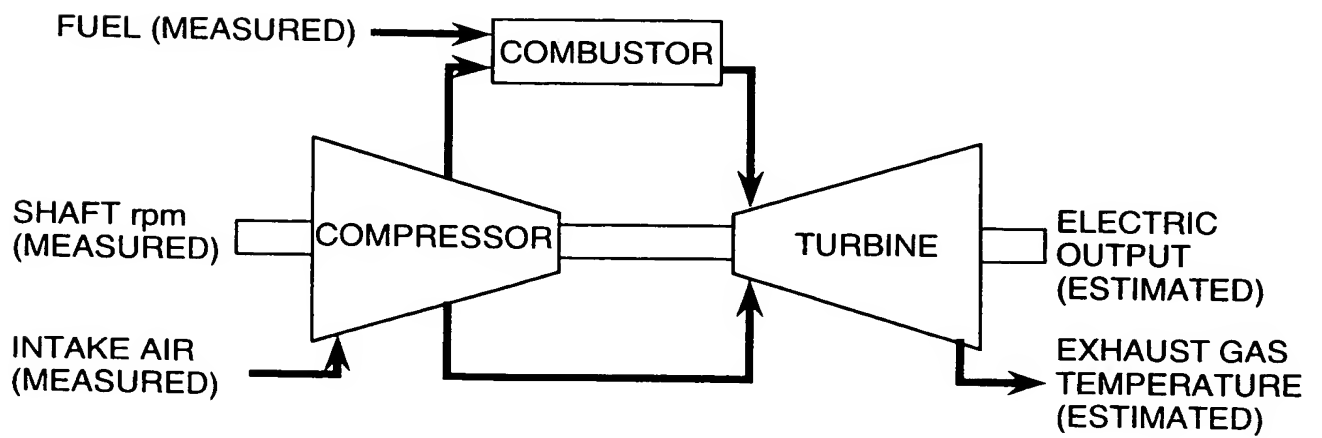 FUEL (MEASURED)
COMBUSTOR
SHAFT rpm
(MEASURED)
COMPRESSOR
TURBINE
ELECTRIC
OUTPUT
(ESTIMATED)
INTAKE AIR
(MEASURED)
EXHAUST GAS
TEMPERATURE
(ESTIMATED)